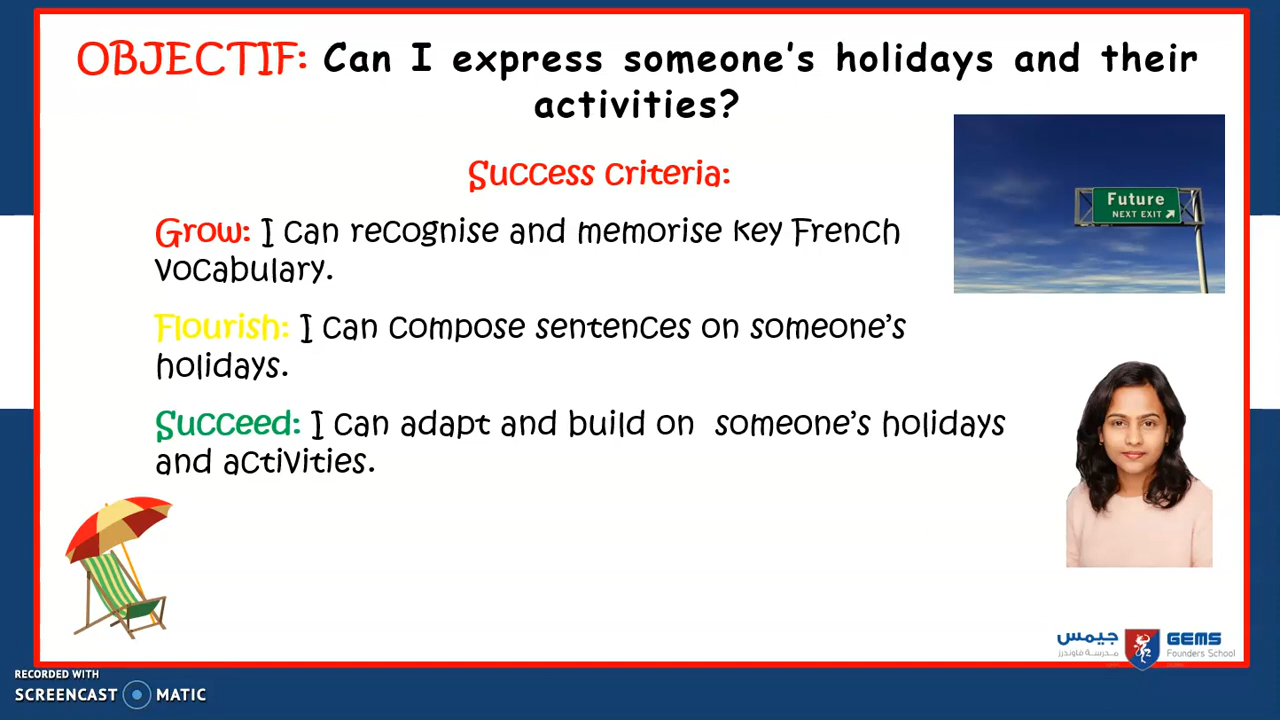 OBJECTIF: Can I express someone's holidays and their
activities?
Success criteria:
Grow: I can recognise and memorise key French
vocabulary.
Flourish: I can compose sentences on someone's
holidays.
Succeed: I can adapt and build on someone's holidays
and activities.
Future
NEXT EXIT
جيمس
مدرسة فاوندرز
GEMS
Founders School
RECORDED WITH
SCREENCAST MATIC